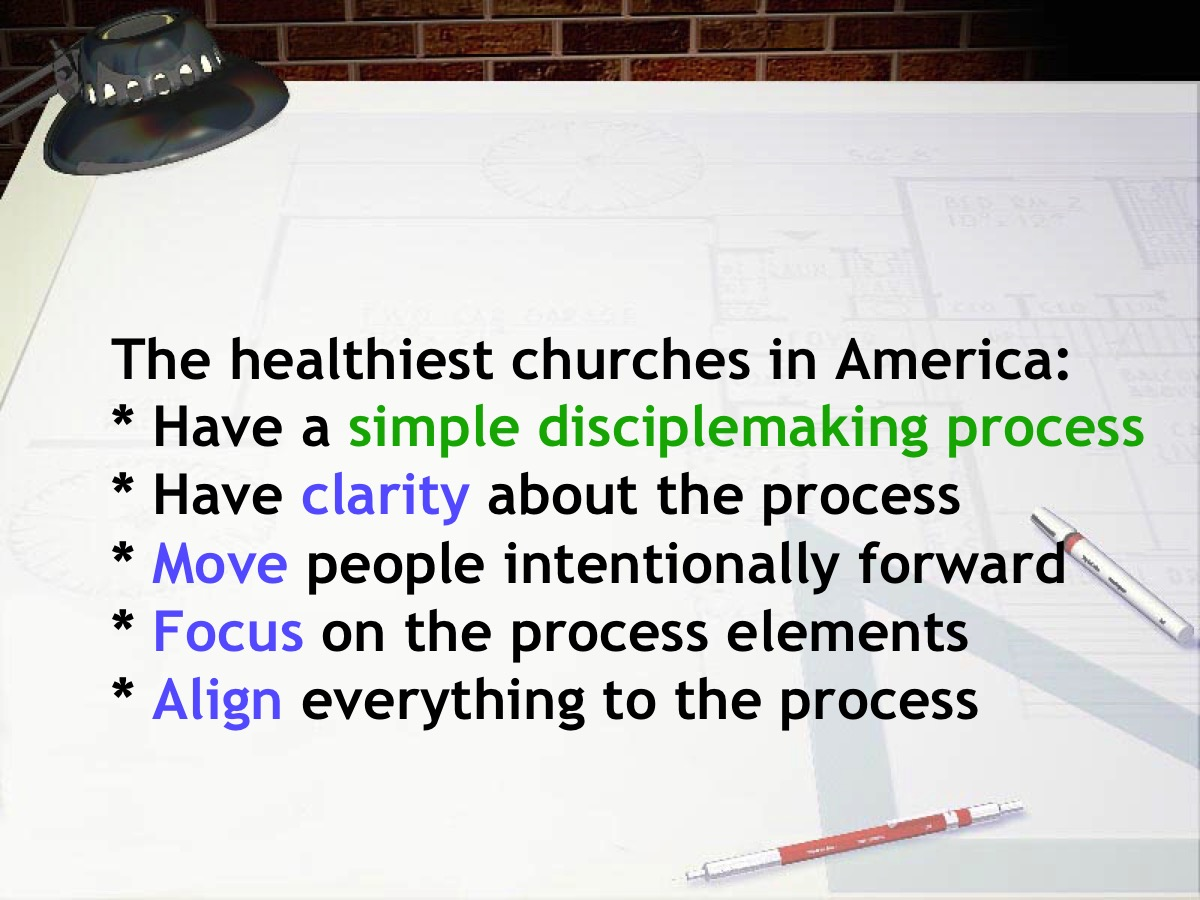 The healthiest churches in America:
* Have a simple disciplemaking process
* Have clarity about the process
* Move people intentionally forward
* Focus on the process elements
* Align everything to the process